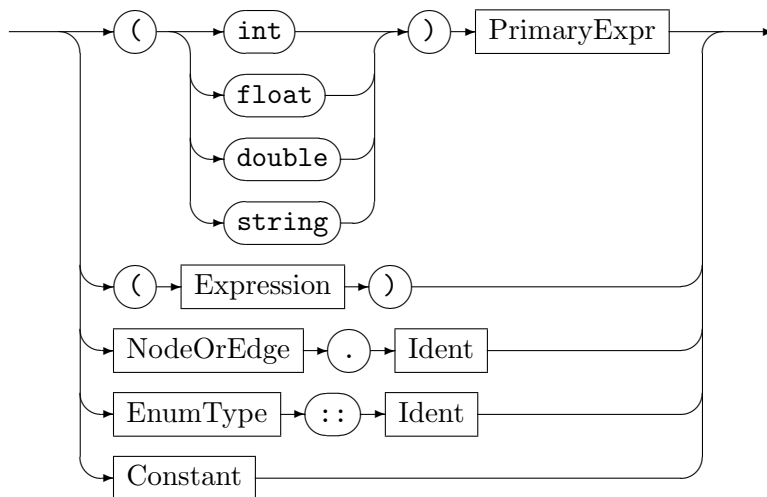 ( int ) PrimaryExpr
float
double
string
( Expression )
NodeOrEdge . Ident
EnumType :: Ident
Constant